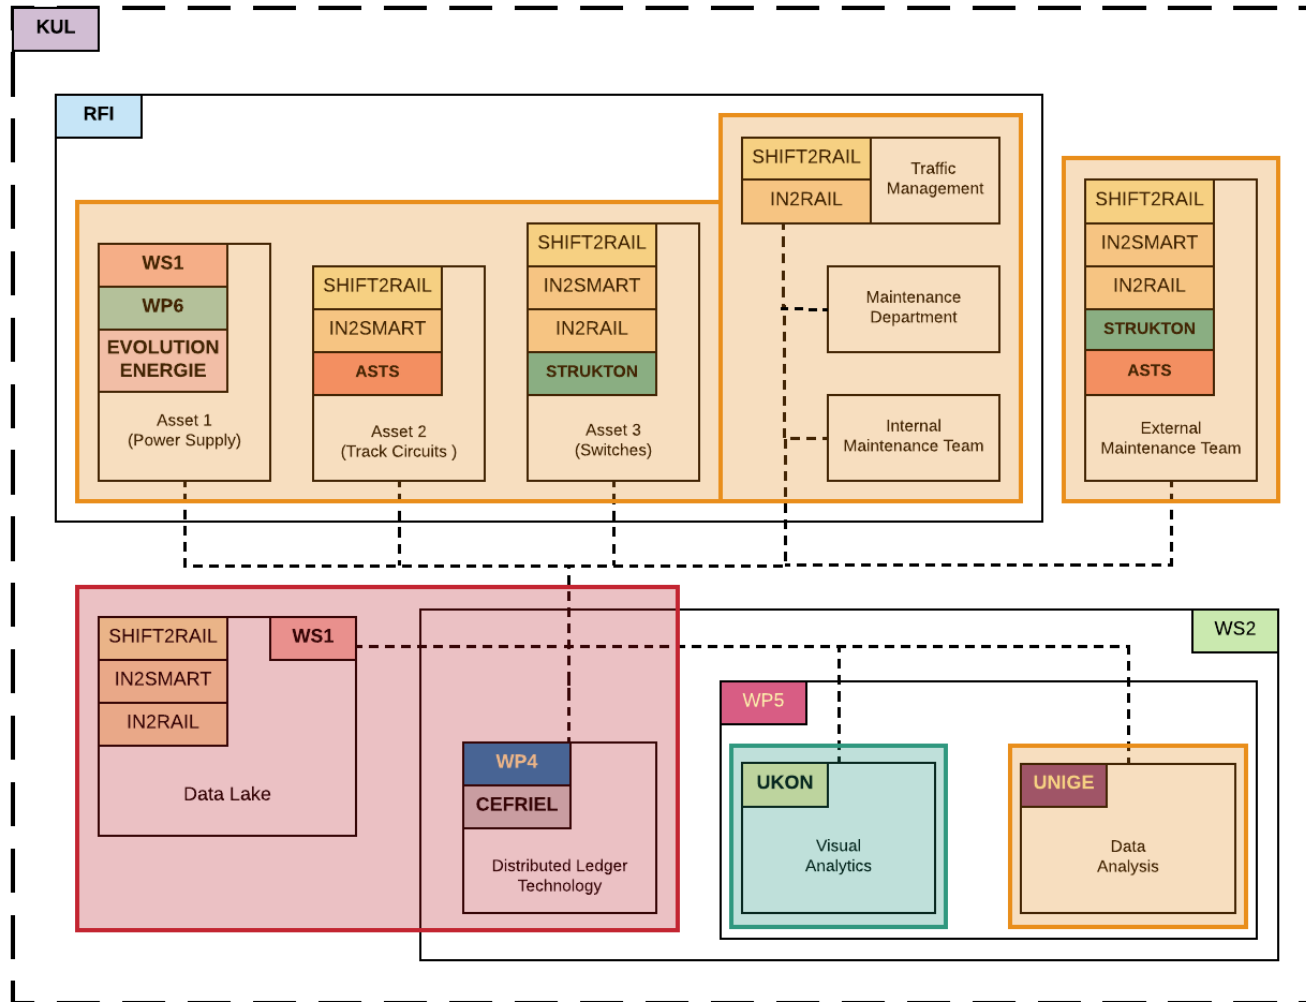 KUL
RFI
WS1
WP6
EVOLUTION
ENERGIE
Asset 1
(Power Supply)
SHIFT2RAIL
IN2SMART
ASTS
Asset 2
(Track Circuits )
SHIFT2RAIL
IN2SMART
IN2RAIL
STRUKTON
Asset 3
(Switches)
SHIFT2RAIL
IN2RAIL
Traffic
Management
Maintenance
Department
Internal
Maintenance Team
SHIFT2RAIL
IN2SMART
IN2RAIL
STRUKTON
ASTS
External
Maintenance Team
SHIFT2RAIL
IN2SMART
IN2RAIL
WS1
Data Lake
WP4
CEFRIEL
Distributed Ledger
Technology
WS2
WP5
UKON
Visual
Analytics
UNIGE
Data
Analysis